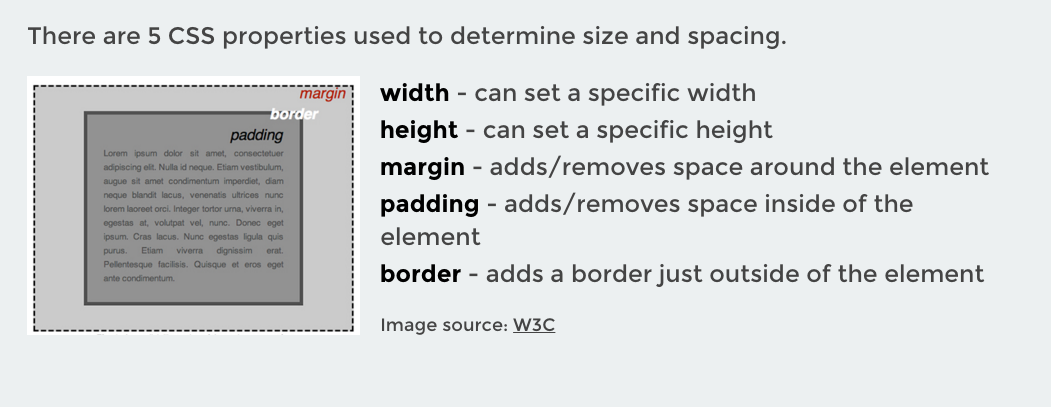 There are 5 CSS properties used to determine size and spacing.
margin
border
padding
Lorem ipsum dolor sit amet, consectetuer
adipiscing elit. Nulla id neque. Etiam vestibulum,
augue sit amet condimentum imperdiet, diam
neque blandit lacus, venenatis ultrices nunc
lorem laoreet orci. Integer tortor urna, viverra in,
egestas at, volutpat vel, nunc. Donec eget
ipsum. Cras lacus. Nunc egestas ligula quis
purus. Etiam viverra dignissim erat.
Pellentesque facilisis. Quisque et eros eget
ante condimentum.
width - can set a specific width
height - can set a specific height
margin - adds/removes space around the element
padding - adds/removes space inside of the
element
border - adds a border just outside of the element
Image source: W3C